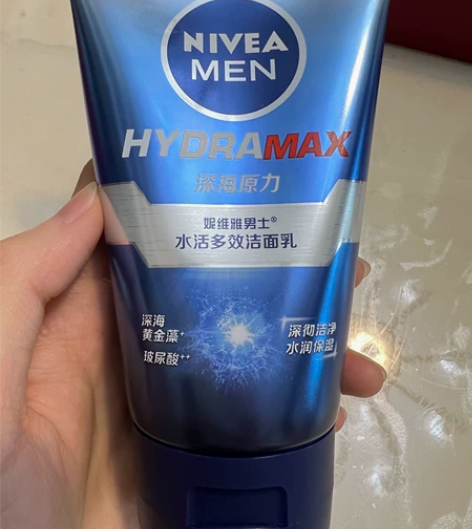 NIVEA
MEN
HYDRAMAX
深海原力
妮维雅男士®
水活多效洁面乳
深海
黄金藻+
玻尿酸++
深彻洁净
水润保湿